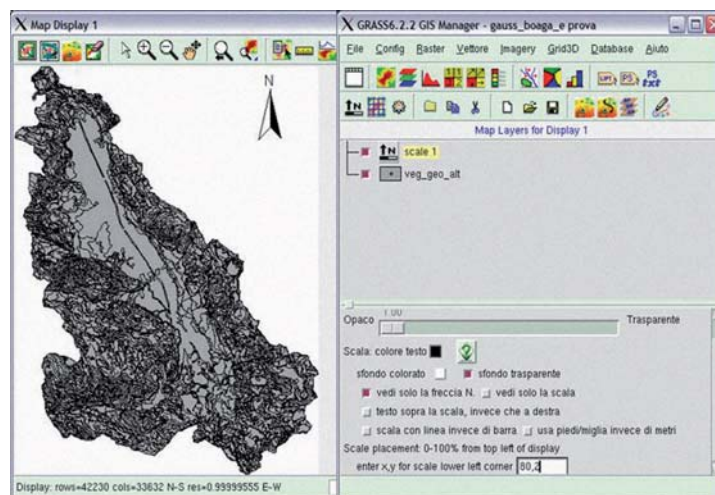 Map Display 1
N
Display: rows=42230 cols=33632 N-S res=0.99999555 E-W
GRASS6.2.2 GIS Manager - gauss_boaga_e prova
File Config Raster Vettore Imagery Grid3D Database Aiuto
PS
txt
Map Layers for Display 1
N scale 1
veg_geo_alt
1.00
Opaco Trasparente
Scala: colore testo
sfondo colorato sfondo trasparente
vedi solo la freccia N. vedi solo la scala
testo sopra la scala, invece che a destra
scala con linea invece di barra usa piedi/miglia invece di metri
Scale placement: 0-100% from top left of display
enter x,y for scale lower left corner 80,2